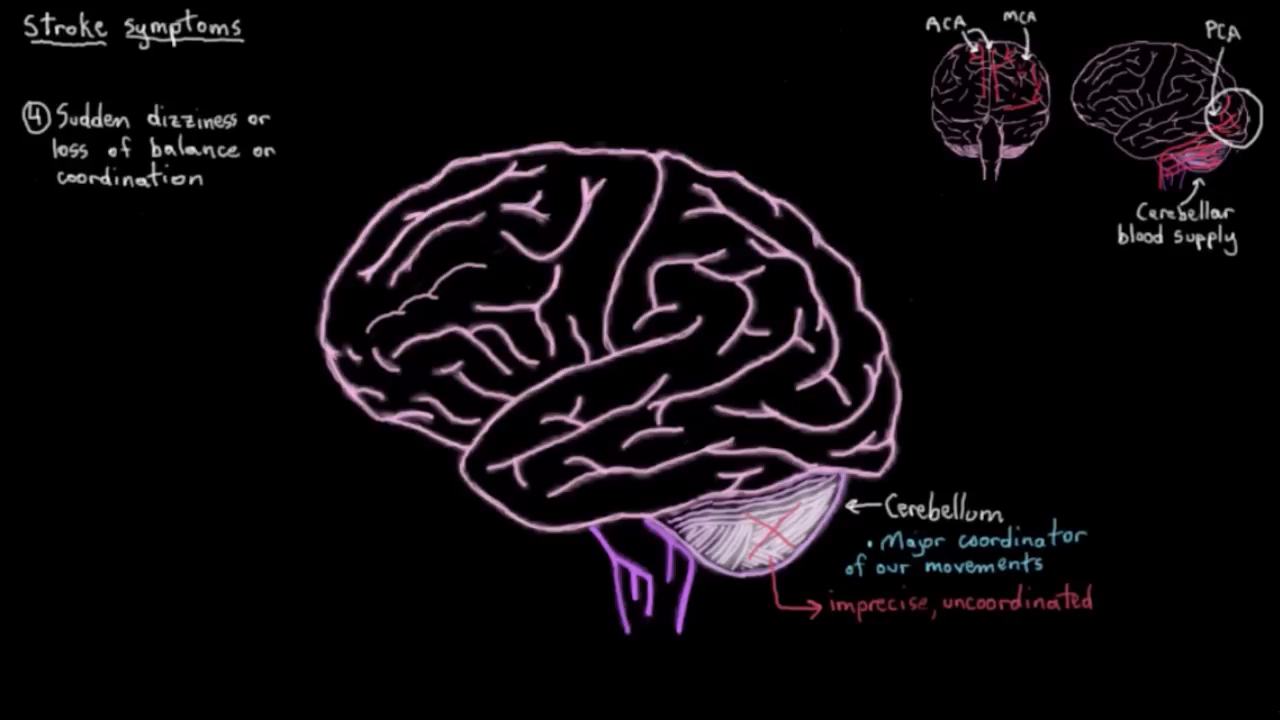 Stroke symptoms
④ Sudden dizziness or
loss of balance or
coordination
ACA
MCA
PCA
Cerebellar
blood supply
Cerebellum
• Major coordinator
of our movements
imprecise, uncoordinated